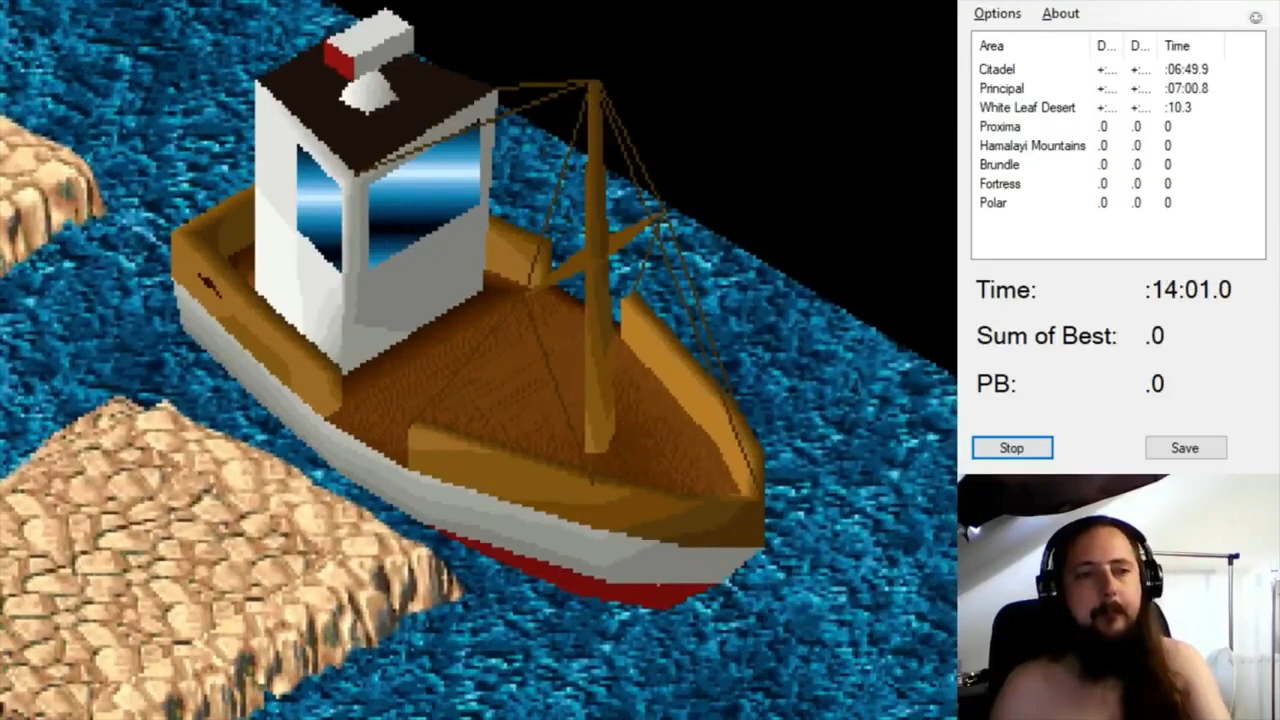 Options About
Area D... D... Time
Citadel +:... +:... :06:49.9
Principal +:... +:... :07:00.8
White Leaf Desert +:... +:... :10.3
Proxima .0 .0 0
Hamalayi Mountains .0 .0 0
Brundle .0 .0 0
Fortress .0 .0 0
Polar .0 .0 0
Time: :14:01.0
Sum of Best: .0
PB: .0
Stop Save